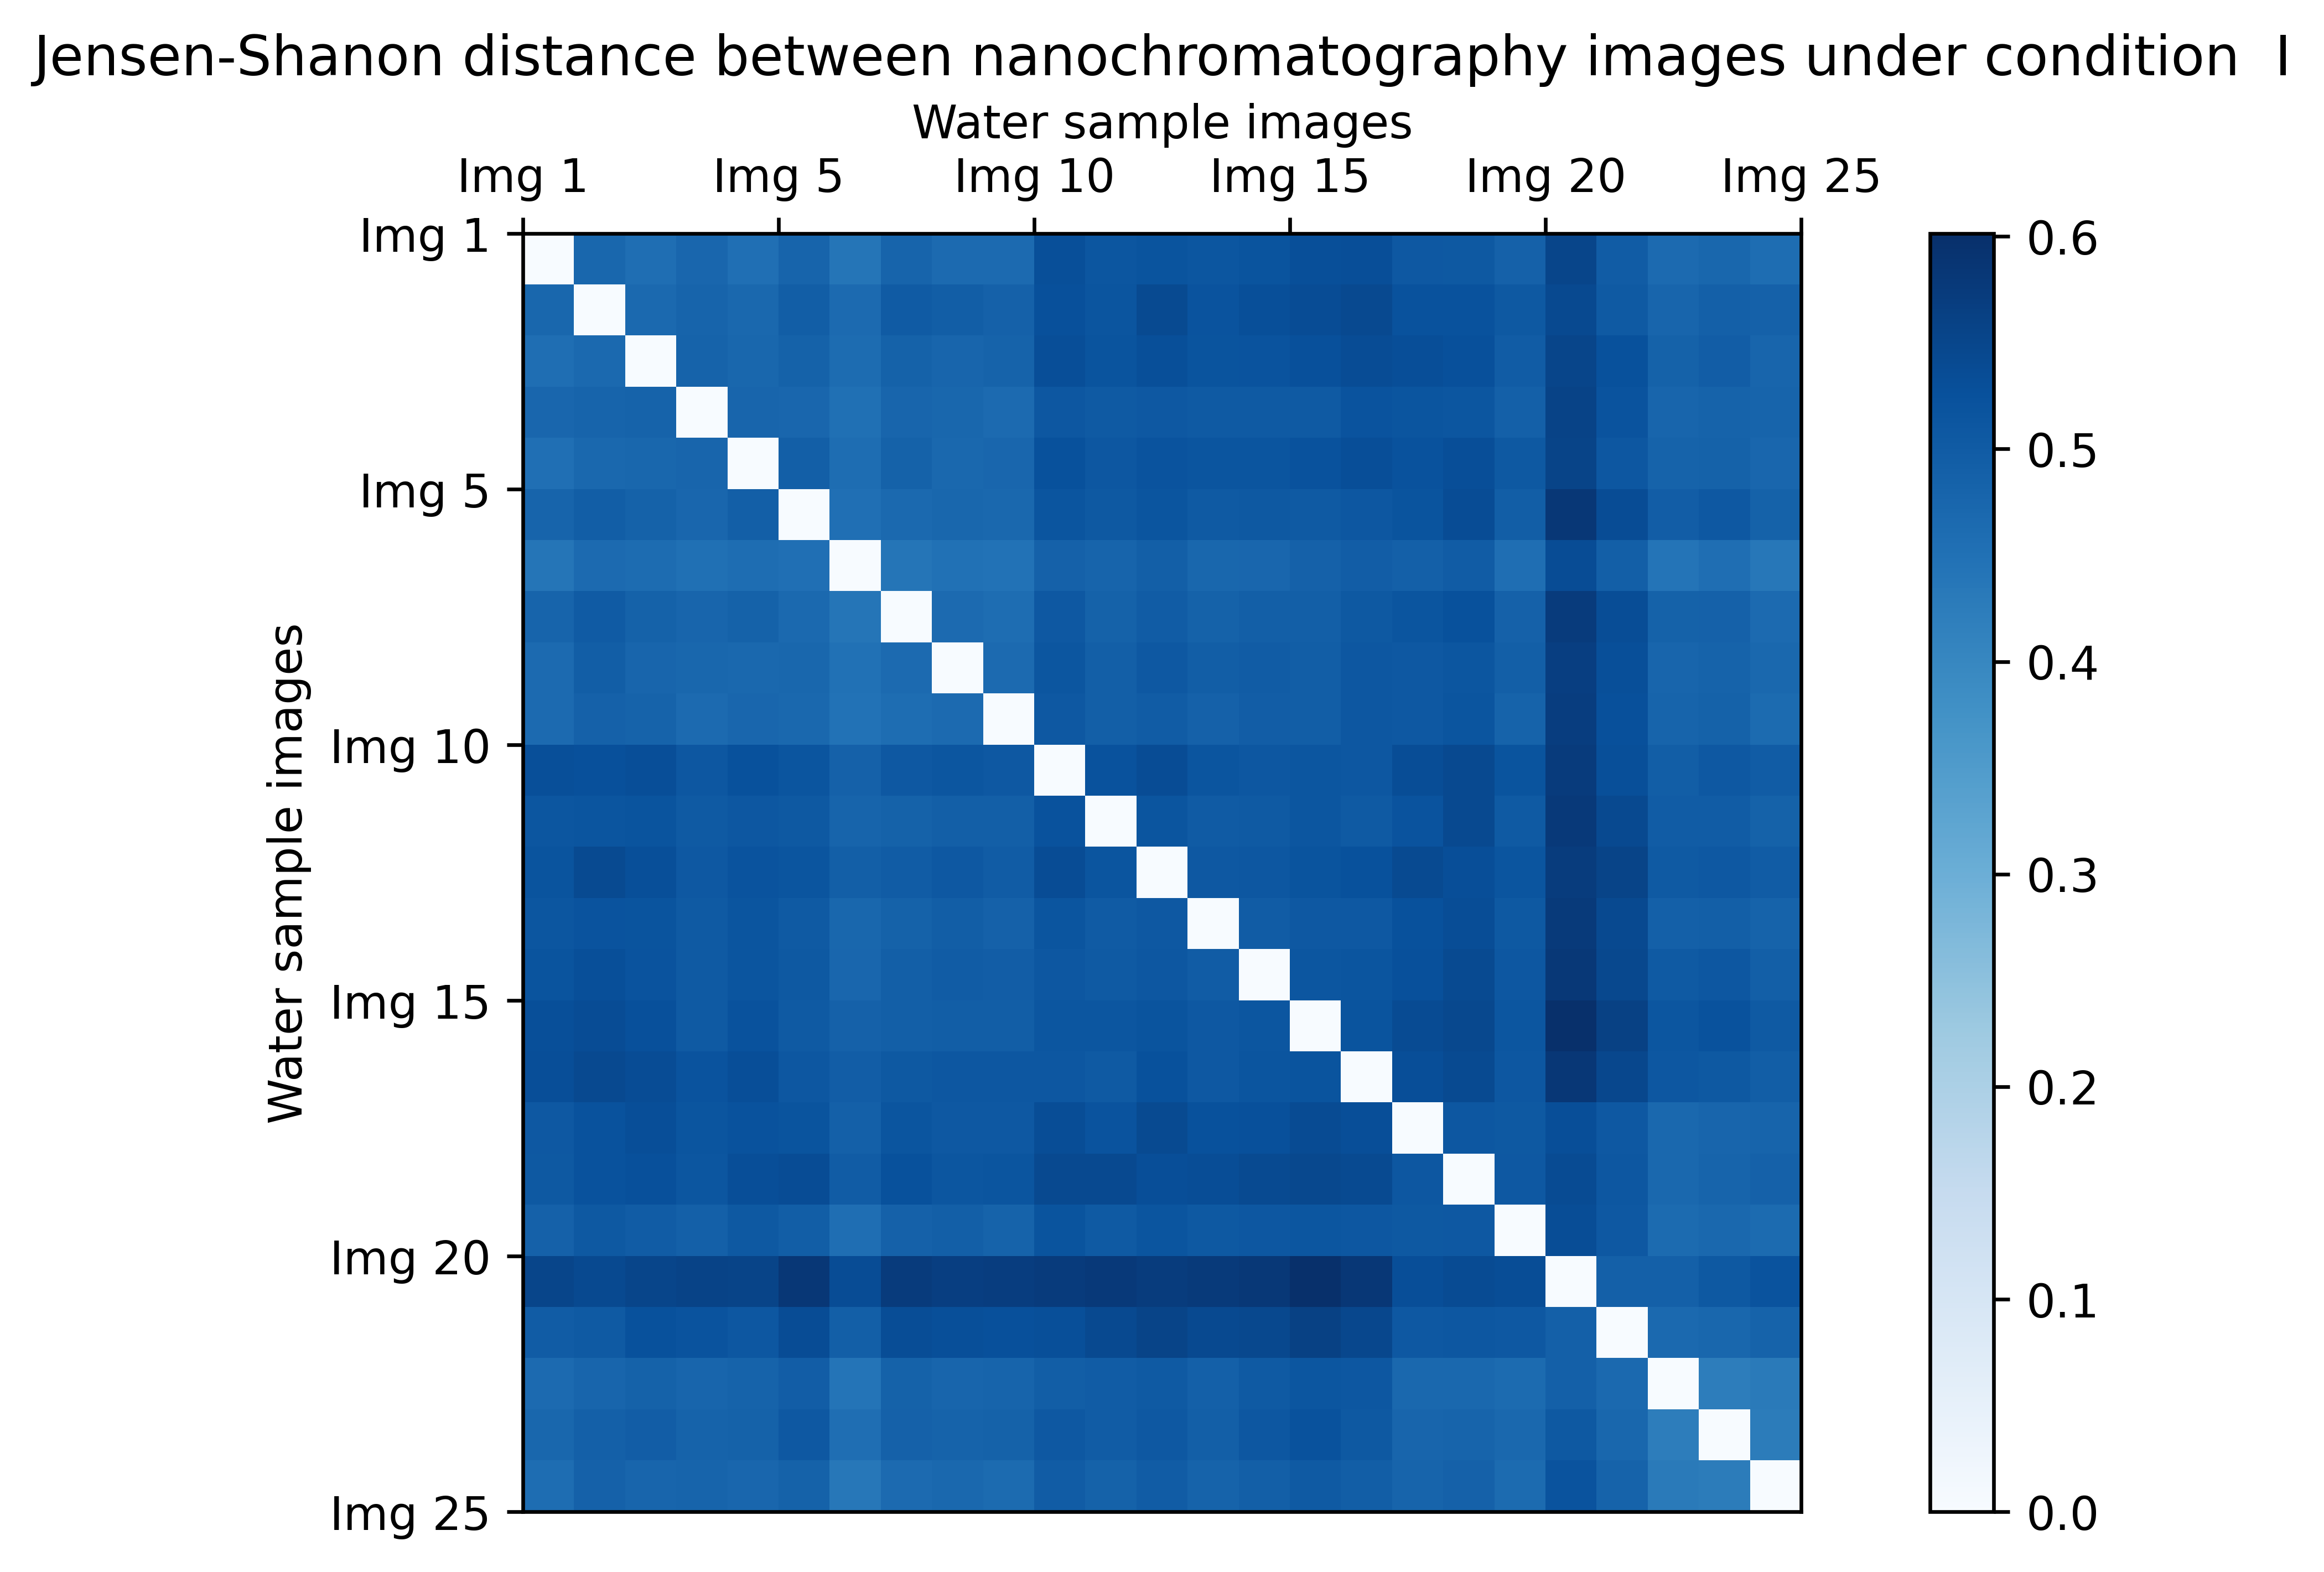 Jensen-Shanon distance between nanochromatography images under condition  I
Water sample images
Img 1 Img 5 Img 10 Img 15 Img 20 Img 25
Water sample images
Img 1
Img 5
Img 10
Img 15
Img 20
Img 25
0.6
0.5
0.4
0.3
0.2
0.1
0.0